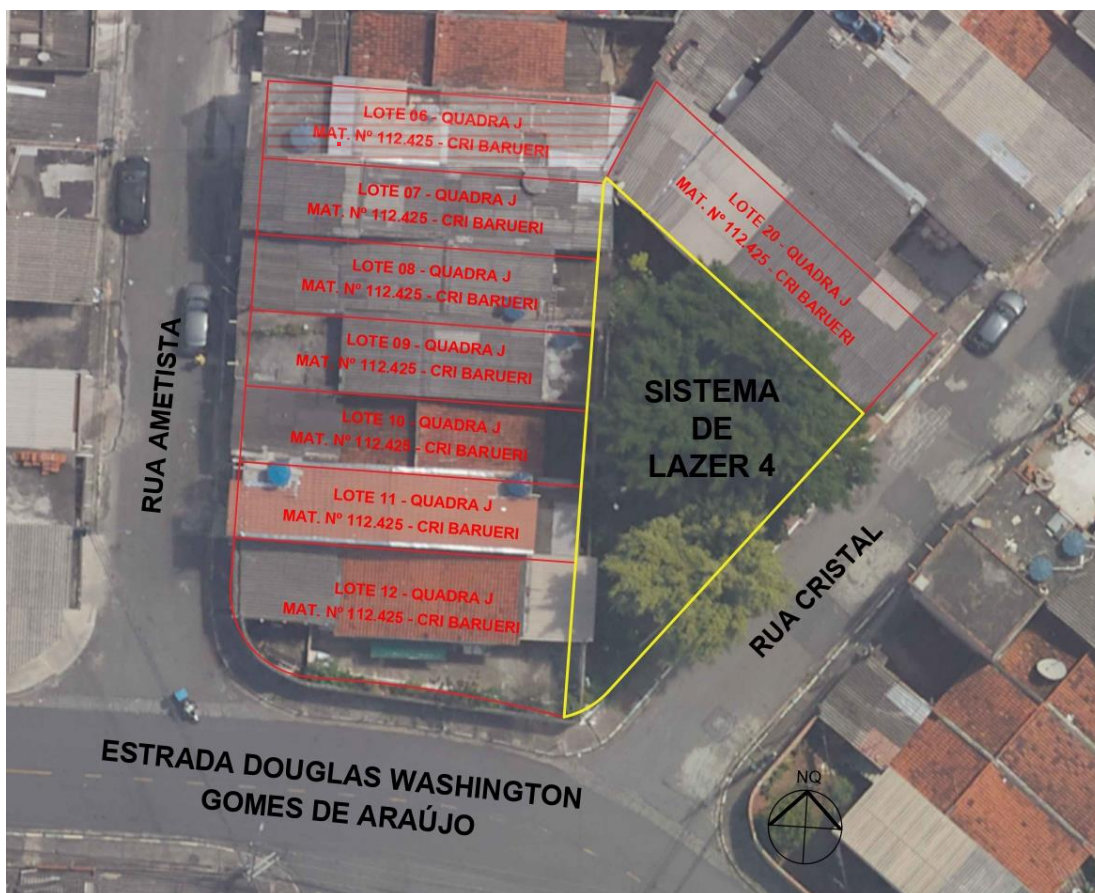 LOTE 06 - QUADRA J
MAT. Nº 112.425 - CRI BARUERI
LOTE 07 - QUADRA J
MAT. Nº 112.425 - CRI BARUERI
LOTE 08 - QUADRA J
MAT. Nº 112.425 - CRI BARUERI
LOTE 09 - QUADRA J
MAT. Nº 112.425 - CRI BARUERI
LOTE 10 - QUADRA J
MAT. Nº 112.425 - CRI BARUERI
LOTE 11 - QUADRA J
MAT. Nº 112.425 - CRI BARUERI
LOTE 12 - QUADRA J
MAT. Nº 112.425 - CRI BARUERI
LOTE 20 - QUADRA J
MAT. Nº 112.425 - CRI BARUERI
SISTEMA
DE
LAZER 4
RUA AMETISTA
RUA CRISTAL
ESTRADA DOUGLAS WASHINGTON
GOMES DE ARAÚJO
NQ